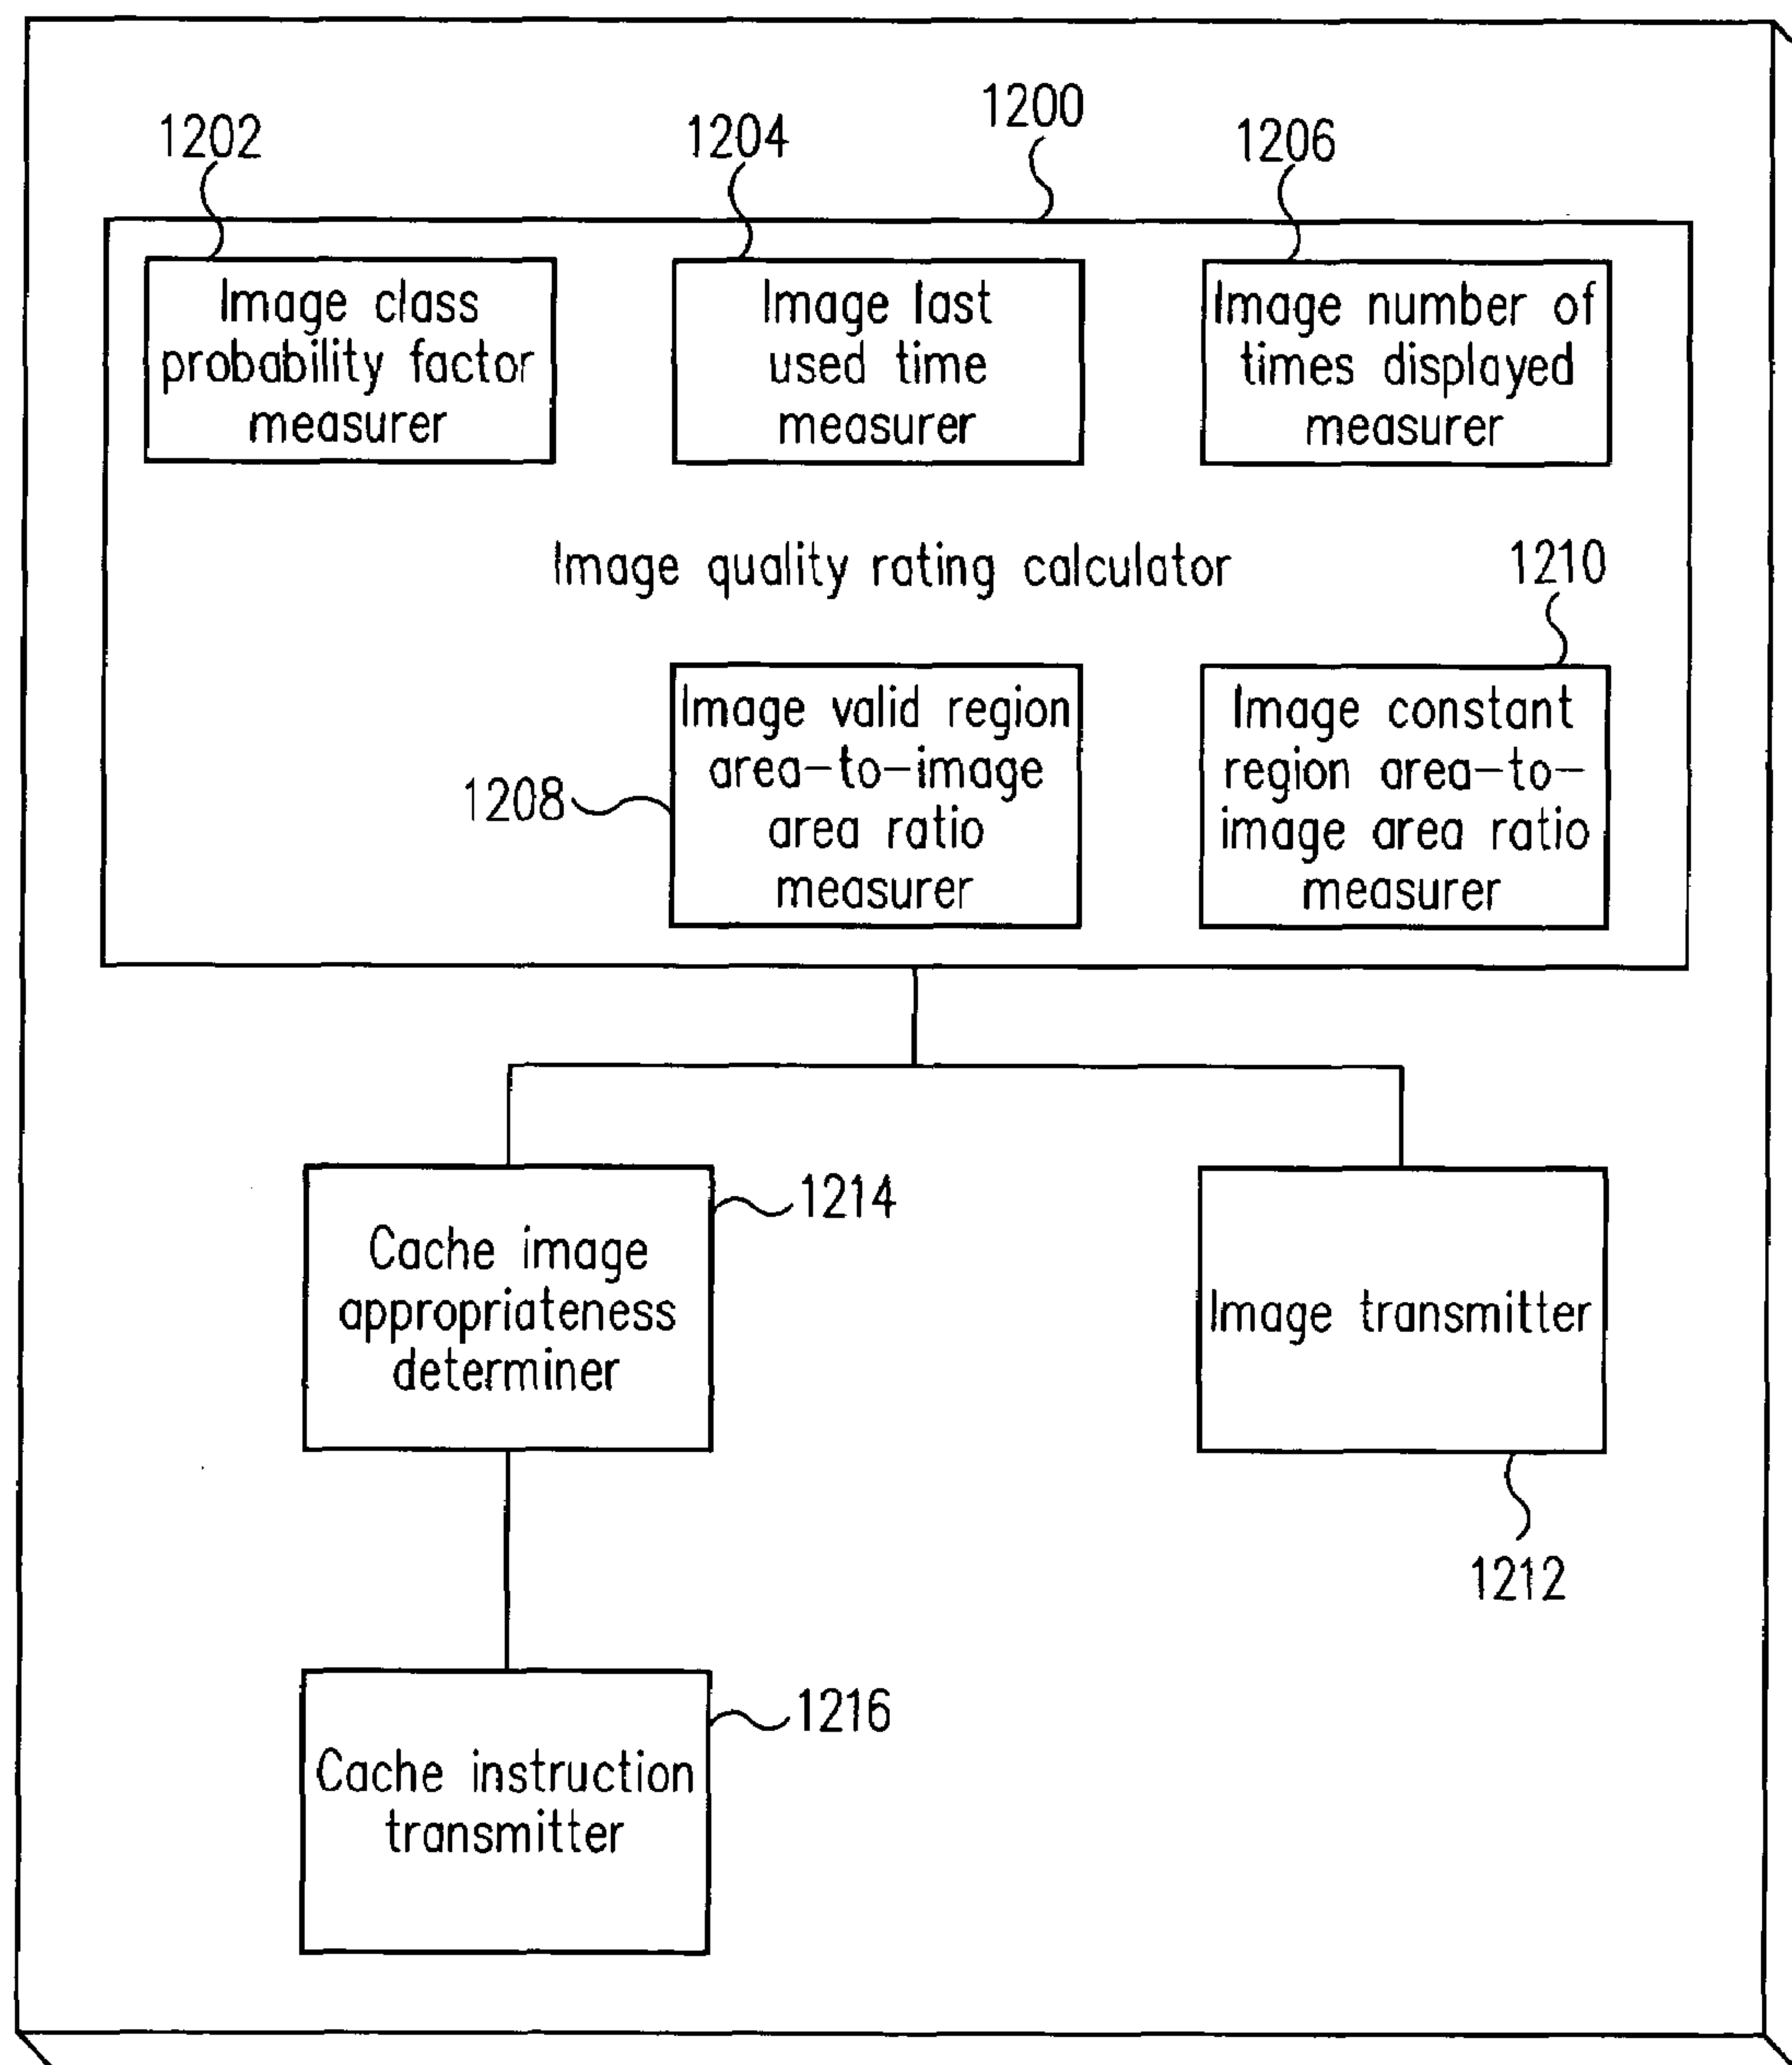 1200
1202
1204
1206
Image class
probability factor
measurer
Image last
used time
measurer
Image number of
times displayed
measurer
Image quality rating calculator
1210
Image valid region
area-to-image
area ratio
measurer
1208
Image constant
region area-to-
image area ratio
measurer
1214
Cache image
appropriateness
determiner
Image transmitter
1212
1216
Cache instruction
transmitter